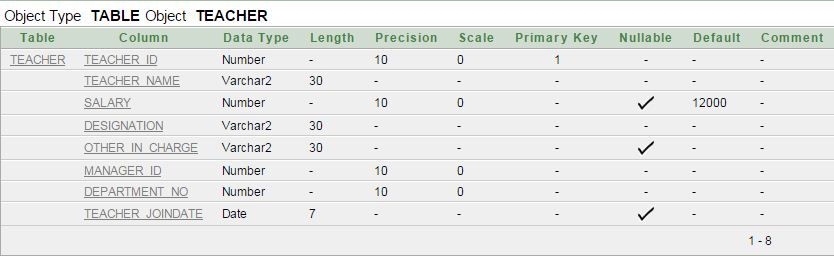 Object Type TABLE Object TEACHER
Table Column Data Type Length Precision Scale Primary Key Nullable Default Comment
TEACHER TEACHER_ID Number - 10 0 1 - - -
TEACHER_NAME Varchar2 30 - - - - - -
SALARY Number - 10 0 - ✓ 12000 -
DESIGNATION Varchar2 30 - - - - - -
OTHER_IN_CHARGE Varchar2 30 - - - ✓ - -
MANAGER_ID Number - 10 0 - - - -
DEPARTMENT_NO Number - 10 0 - - - -
TEACHER_JOINDATE Date 7 - - - ✓ - -
1 - 8